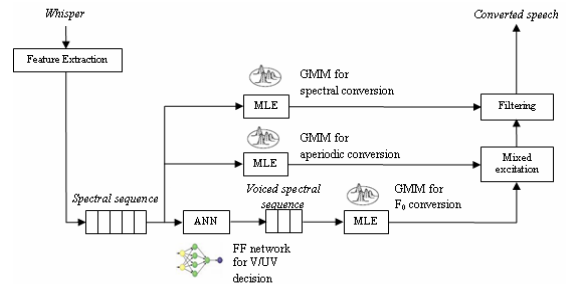 Whisper
Converted speech
Feature Extraction
GMM for
spectral conversion
MLE
Filtering
GMM for
aperiodic conversion
MLE
Mixed
excitation
Spectral sequence
Voiced spectral
sequence
GMM for
F₀ conversion
ANN
MLE
FF network
for V/UV
decision